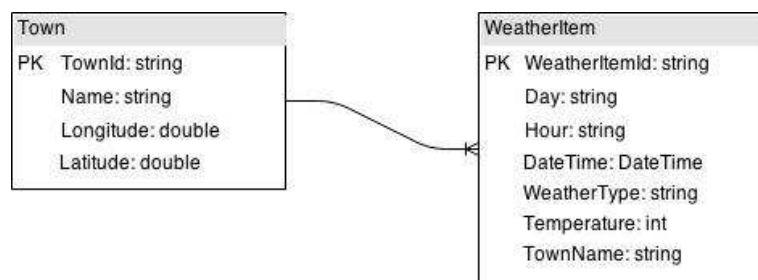 Town
PK TownId: string
Name: string
Longitude: double
Latitude: double
WeatherItem
PK WeatherItemId: string
Day: string
Hour: string
DateTime: DateTime
WeatherType: string
Temperature: int
TownName: string